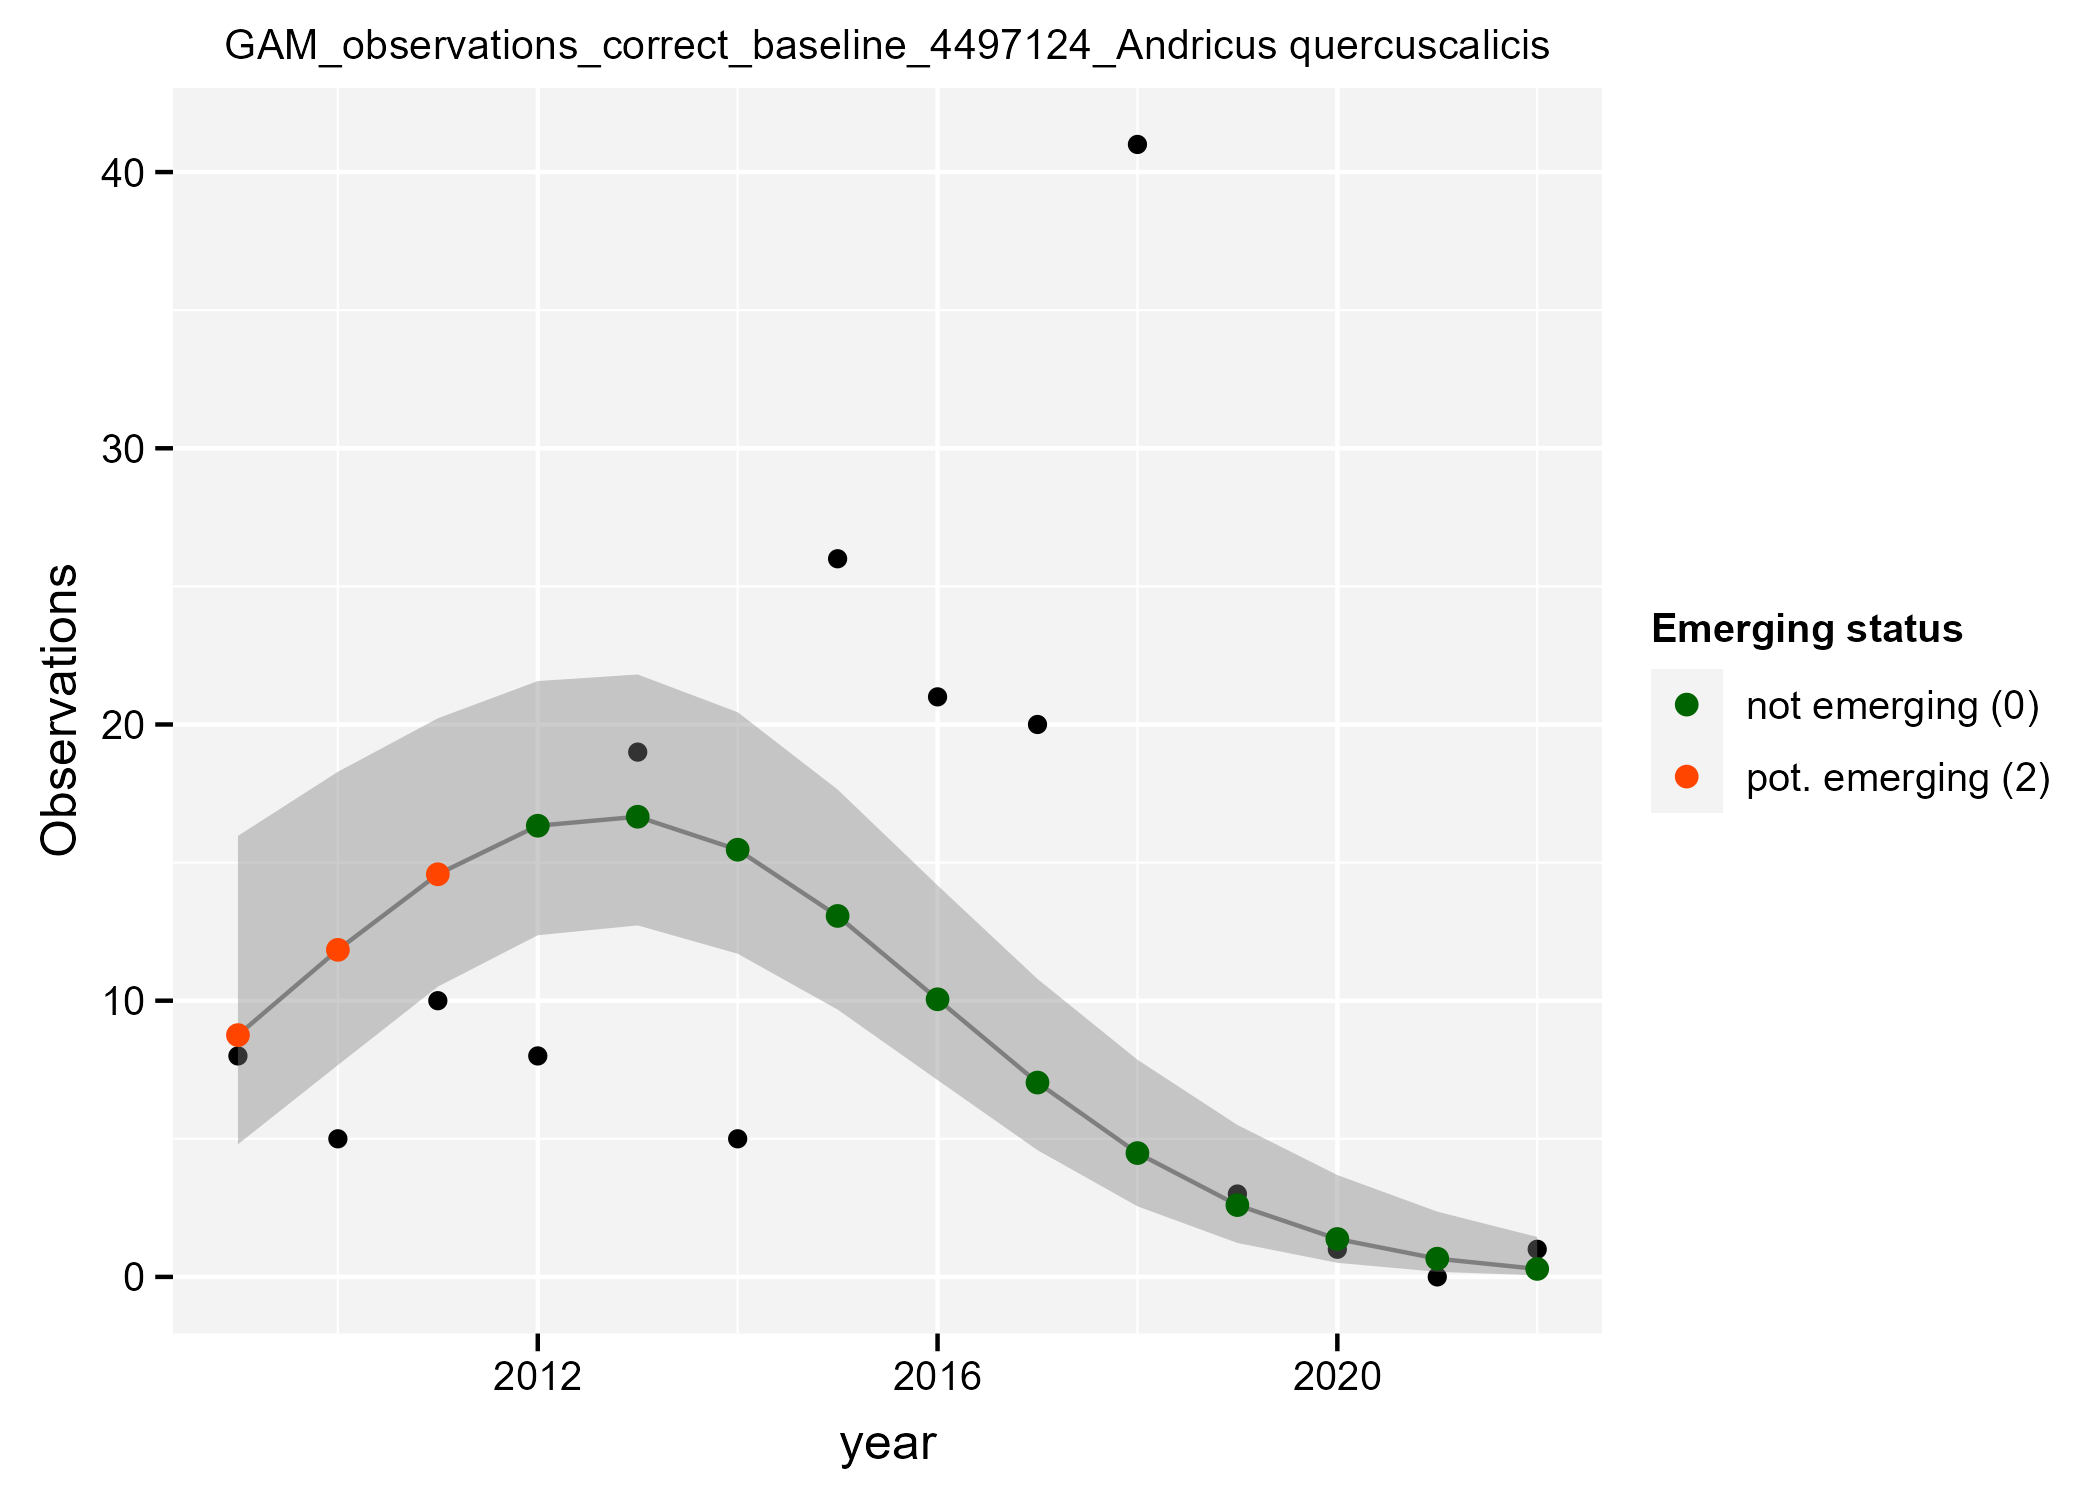 GAM_observations_correct_baseline_4497124_Andricus quercuscalicis
40
30
20
10
0
Observations
2012
2016
2020
year
Emerging status
not emerging (0)
pot. emerging (2)